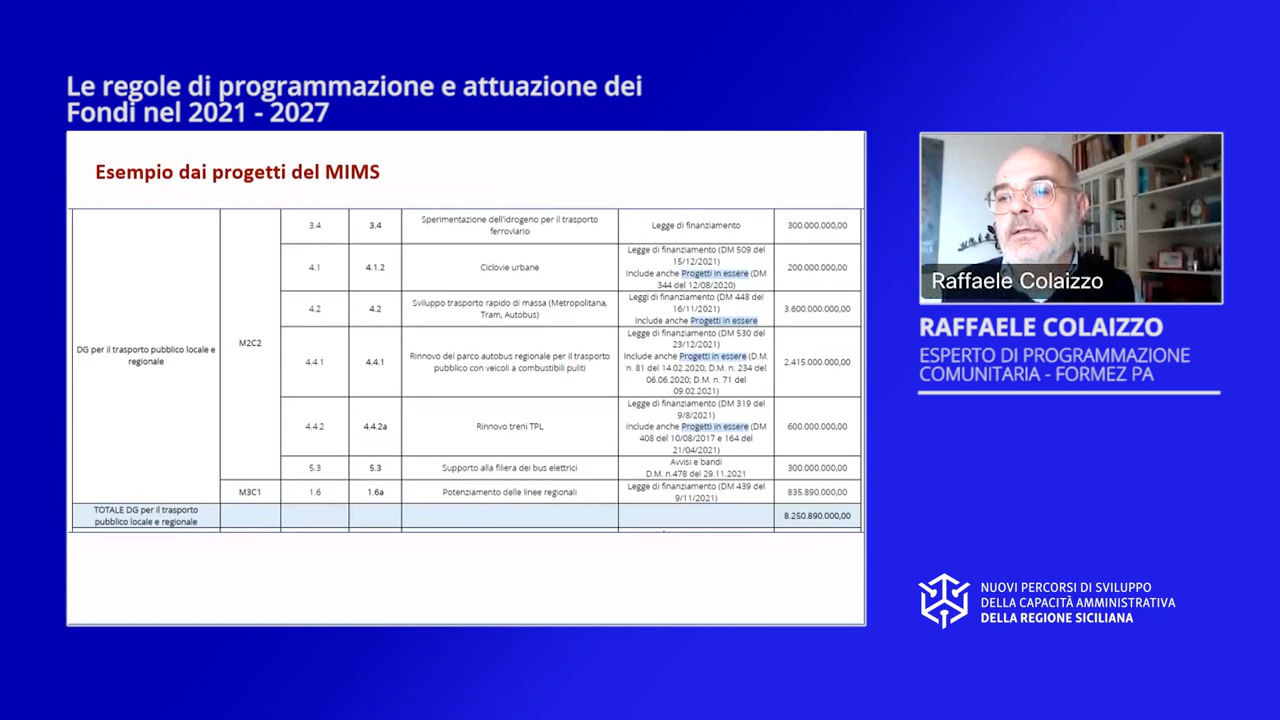 Le regole di programmazione e attuazione dei
Fondi nel 2021 - 2027
Esempio dai progetti del MIMS
DG per il trasporto pubblico locale e
regionale
M2C2
3.4
3.4
Sperimentazione dell'idrogeno per il trasporto
ferroviario
Legge di finanziamento
300.000.000,00
4.1
4.1.2
Ciclovie urbane
Legge di finanziamento (DM 509 del
15/12/2021)
Include anche Progetti in essere (DM
344 del 12/08/2020)
200.000.000,00
4.2
4.2
Sviluppo trasporto rapido di massa (Metropolitana,
Tram, Autobus)
Leggi di finanziamento (DM 448 del
16/11/2021)
Include anche Progetti in essere
3.600.000.000,00
4.4.1
4.4.1
Rinnovo del parco autobus regionale per il trasporto
pubblico con veicoli a combustibili puliti
Legge di finanziamento (DM 530 del
23/12/2021)
Include anche Progetti in essere (D.M.
n. 81 del 14.02.2020; D.M. n. 234 del
06.06.2020; D.M. n. 71 del
09.02.2021)
2.415.000.000,00
4.4.2
4.4.2a
Rinnovo treni TPL
Legge di finanziamento (DM 319 del
9/8/2021)
Include anche Progetti in essere (DM
408 del 10/08/2017 e 164 del
21/04/2021)
600.000.000,00
5.3
5.3
Supporto alla filiera dei bus elettrici
Avvisi e bandi
D.M. n.478 del 29.11.2021
300.000.000,00
M3C1
1.6
1.6a
Potenziamento delle linee regionali
Legge di finanziamento (DM 439 del
9/11/2021)
835.890.000,00
TOTALE DG per il trasporto
pubblico locale e regionale
8.250.890.000,00
Raffaele Colaizzo
RAFFAELE COLAIZZO
ESPERTO DI PROGRAMMAZIONE
COMUNITARIA - FORMEZ PA
NUOVI PERCORSI DI SVILUPPO
DELLA CAPACITÀ AMMINISTRATIVA
DELLA REGIONE SICILIANA